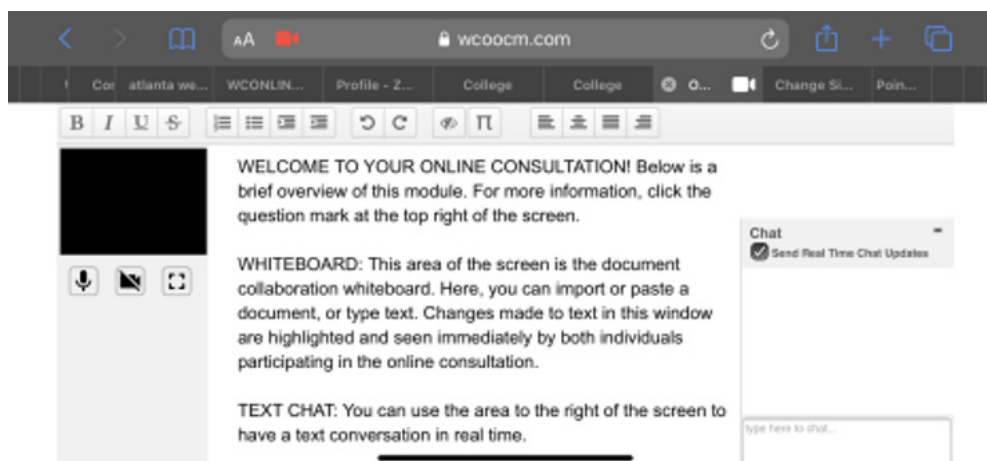 AA wcoocm.com
Cor atlanta we... WCONLIN... Profile - Z... College College O... Change Si... Poin...
B I U S π
WELCOME TO YOUR ONLINE CONSULTATION! Below is a
brief overview of this module. For more information, click the
question mark at the top right of the screen.
WHITEBOARD: This area of the screen is the document
collaboration whiteboard. Here, you can import or paste a
document, or type text. Changes made to text in this window
are highlighted and seen immediately by both individuals
participating in the online consultation.
TEXT CHAT: You can use the area to the right of the screen to
have a text conversation in real time.
Chat
Send Real Time Chat Updates
type here to chat...